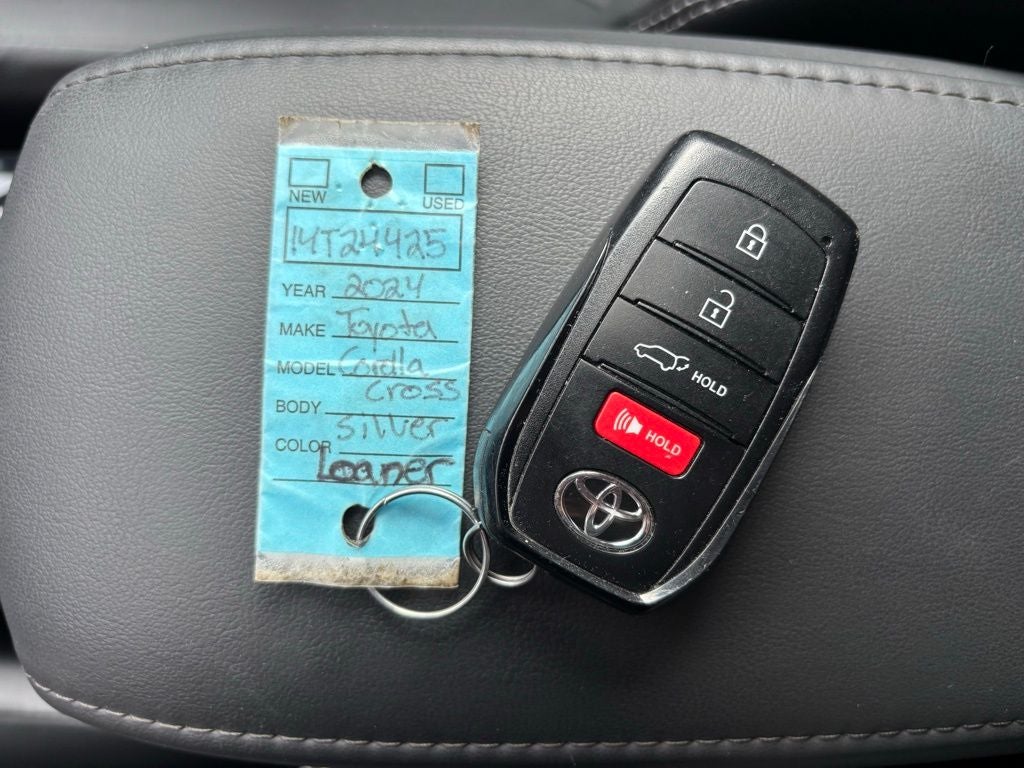 NEW USED
14T24425
YEAR 2024
MAKE Toyota
MODEL Corolla
Cross
BODY
silver
COLOR
Loaner
HOLD
HOLD